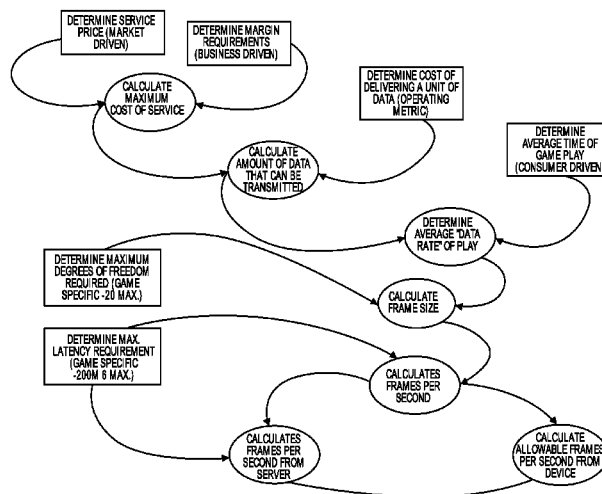 DETERMINE SERVICE
PRICE (MARKET
DRIVEN)
DETERMINE MARGIN
REQUIREMENTS
(BUSINESS DRIVEN)
CALCULATE
MAXIMUM
COST OF SERVICE
DETERMINE COST OF
DELIVERING A UNIT OF
DATA (OPERATING
METRIC)
CALCULATE
AMOUNT OF DATA
THAT CAN BE
TRANSMITTED
DETERMINE
AVERAGE TIME OF
GAME PLAY
(CONSUMER DRIVEN
DETERMINE
AVERAGE "DATA
RATE" OF PLAY
DETERMINE MAXIMUM
DEGREES OF FREEDOM
REQUIRED (GAME
SPECIFIC -20 MAX.)
CALCULATE
FRAME SIZE
DETERMINE MAX.
LATENCY REQUIREMENT
(GAME SPECIFIC
-200M 6 MAX.)
CALCULATES
FRAMES PER
SECOND
CALCULATES
FRAMES PER
SECOND FROM
SERVER
CALCULATE
ALLOWABLE FRAMES
PER SECOND FROM
DEVICE